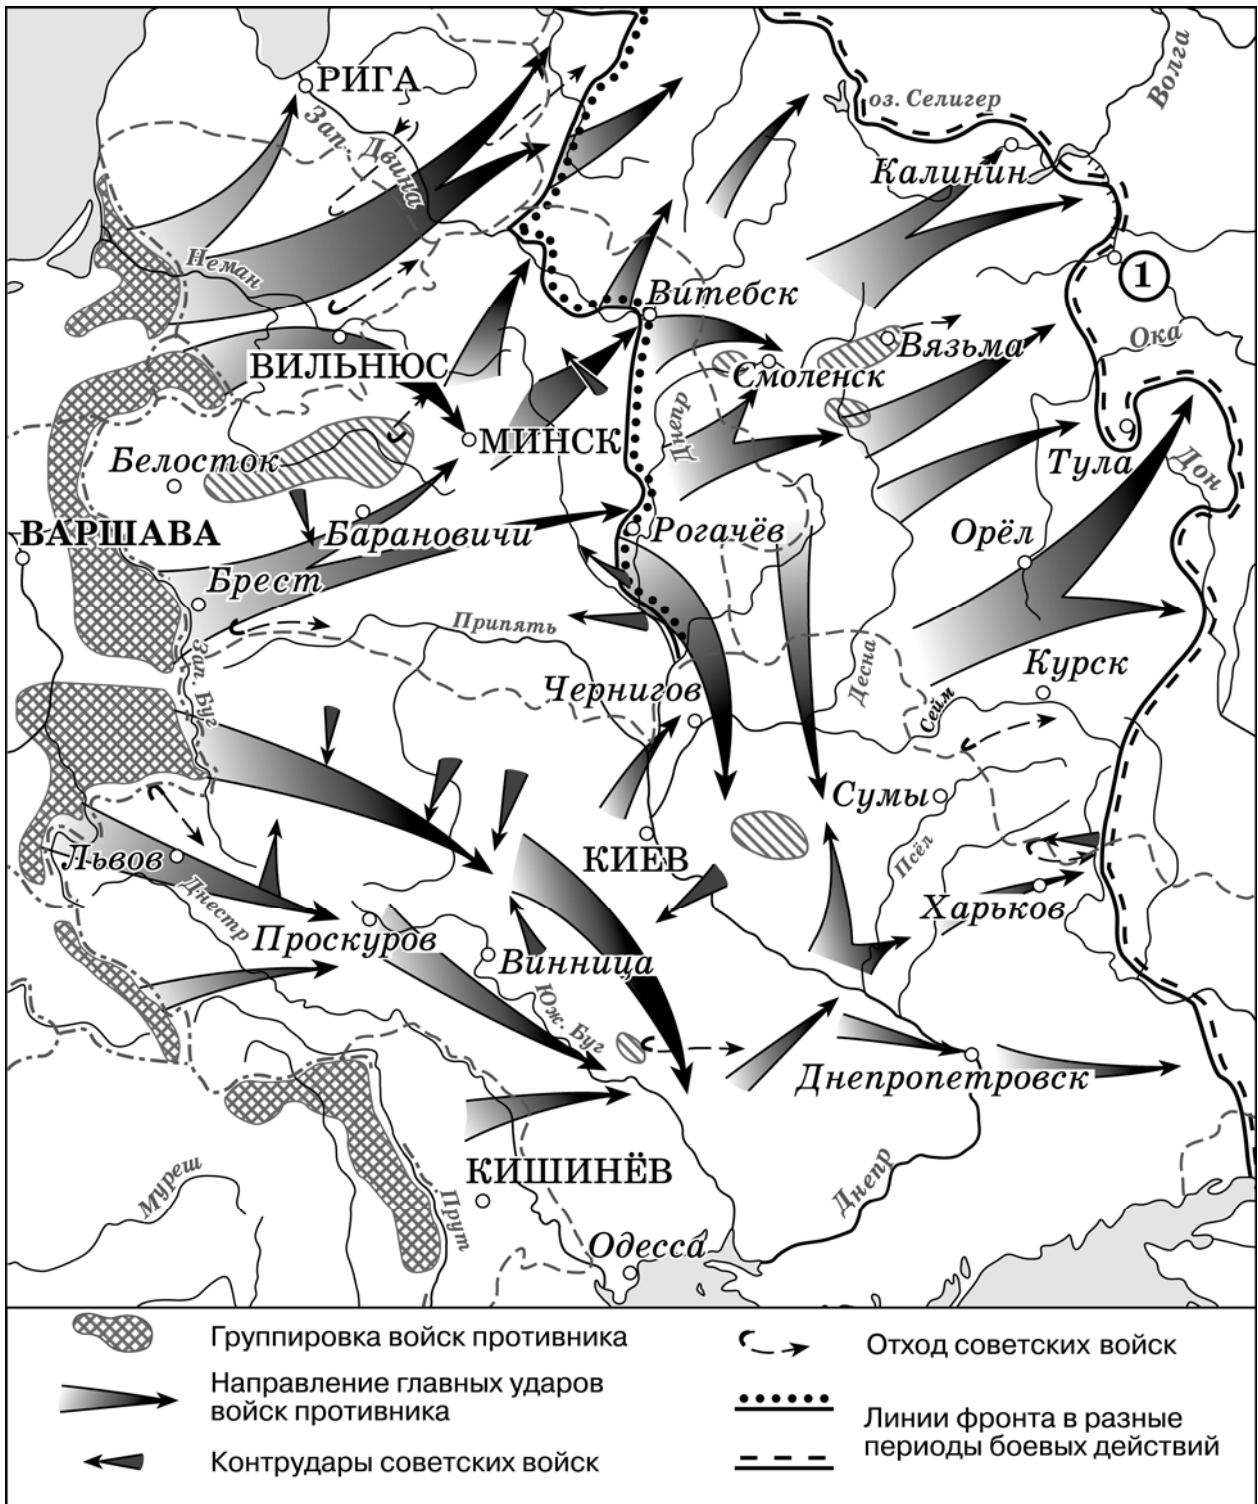 РИГА
Зап. Двина
оз. Селигер
Волга
Калинин
Неман
1
Витебск
Вязьма
Ока
ВИЛЬНЮС
Смоленск
Днепр
МИНСК
Белосток
Тула
Дон
ВАРШАВА
Барановичи
Рогачёв
Орёл
Брест
Припять
Зап. Буг
Десна
Курск
Чернигов
Сейм
Сумы
КИЕВ
Львов
Псёл
Днестр
Харьков
Проскуров
Винница
Юж. Буг
Днепропетровск
КИШИНЁВ
Муреш
Прут
Днепр
Одесса
Группировка войск противника
Направление главных ударов
войск противника
Контрудары советских войск
Отход советских войск
Линии фронта в разные
периоды боевых действий